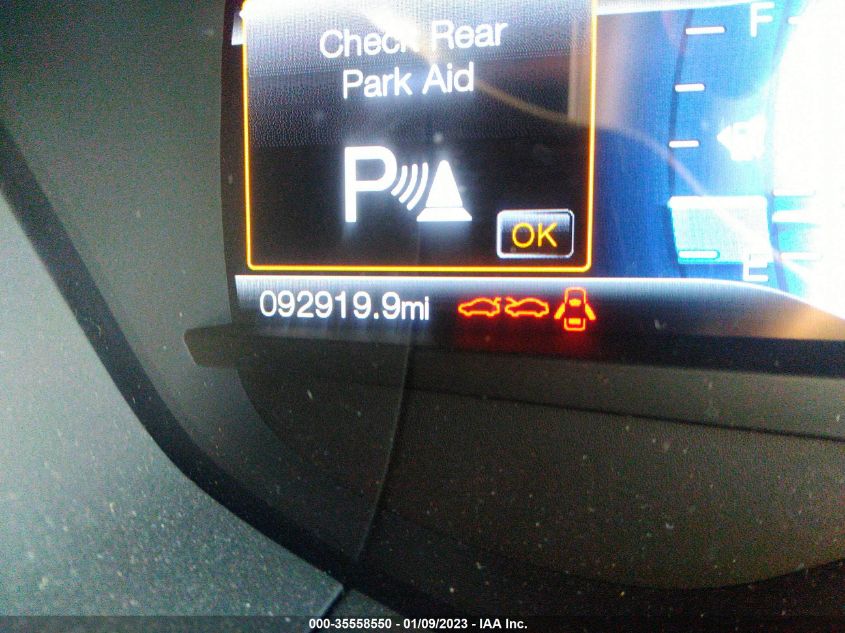 Check Rear
Park Aid
P
OK
F
E
092919.9mi
000-35558550 - 01/09/2023 - IAA Inc.